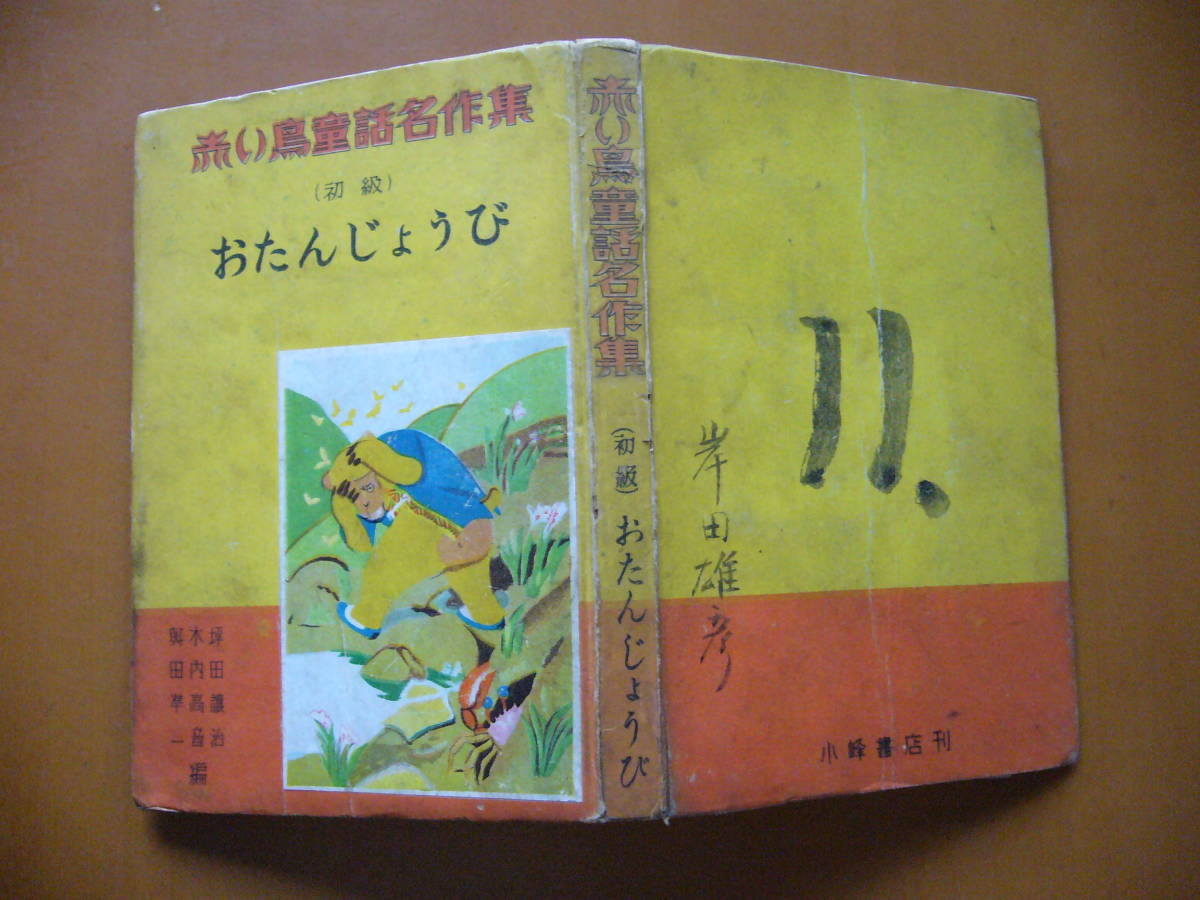 赤い鳥童話名作集
(初級)
おたんじょうび
坪田譲治
木内高音
與田凖一
編
赤い鳥童話名作集
(初級)
おたんじょうび
11.
岸田雄彦
小峰書店刊